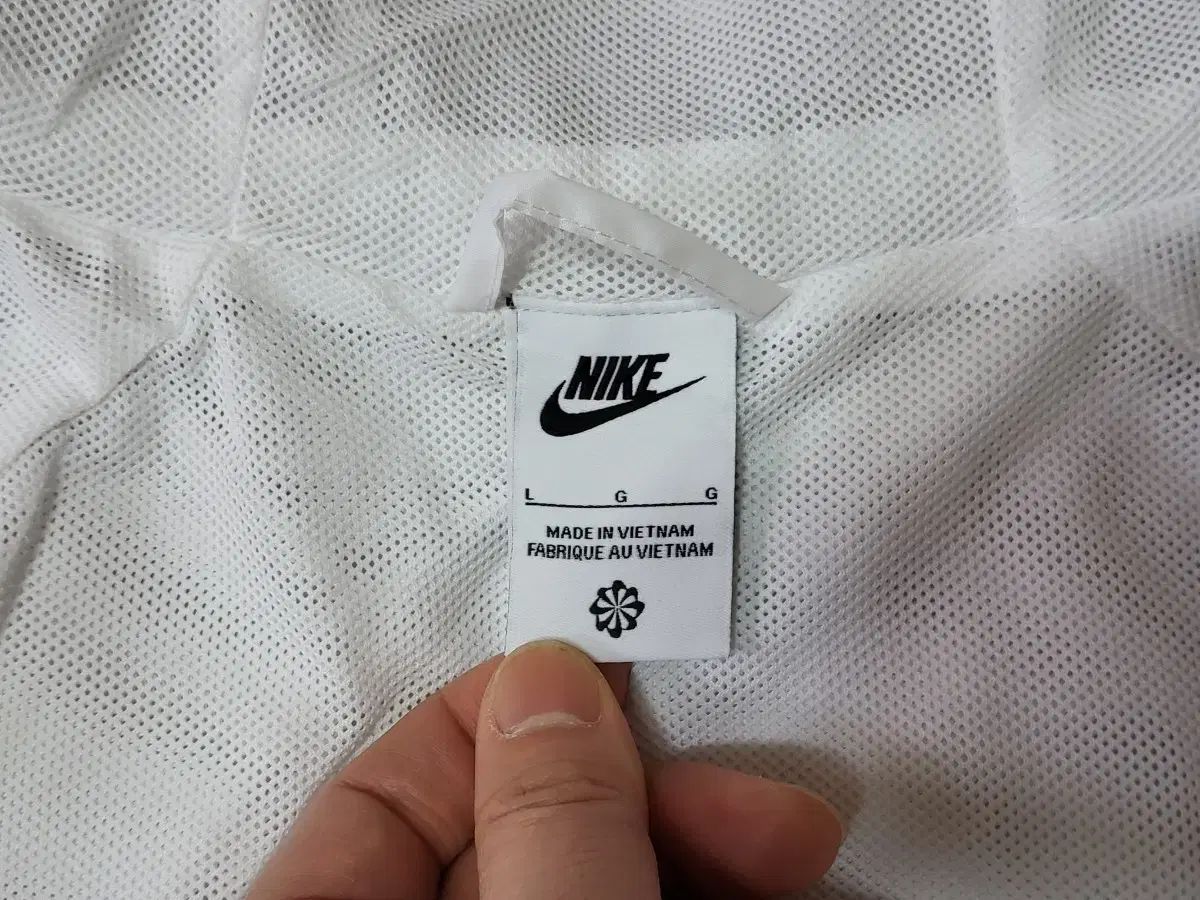 NIKE
L G G
MADE IN VIETNAM
FABRIQUE AU VIETNAM